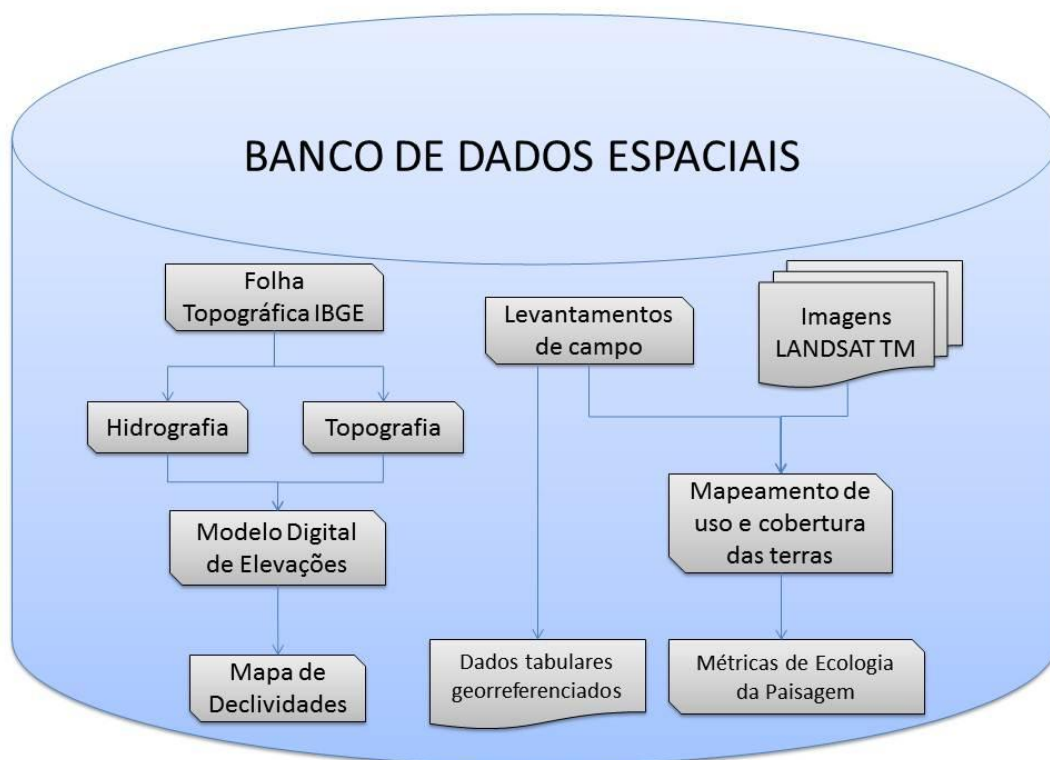 BANCO DE DADOS ESPACIAIS
Folha
Topográfica IBGE
Levantamentos
de campo
Imagens
LANDSAT TM
Hidrografia
Topografia
Mapeamento de
uso e cobertura
das terras
Modelo Digital
de Elevações
Mapa de
Declividades
Dados tabulares
georreferenciados
Métricas de Ecologia
da Paisagem